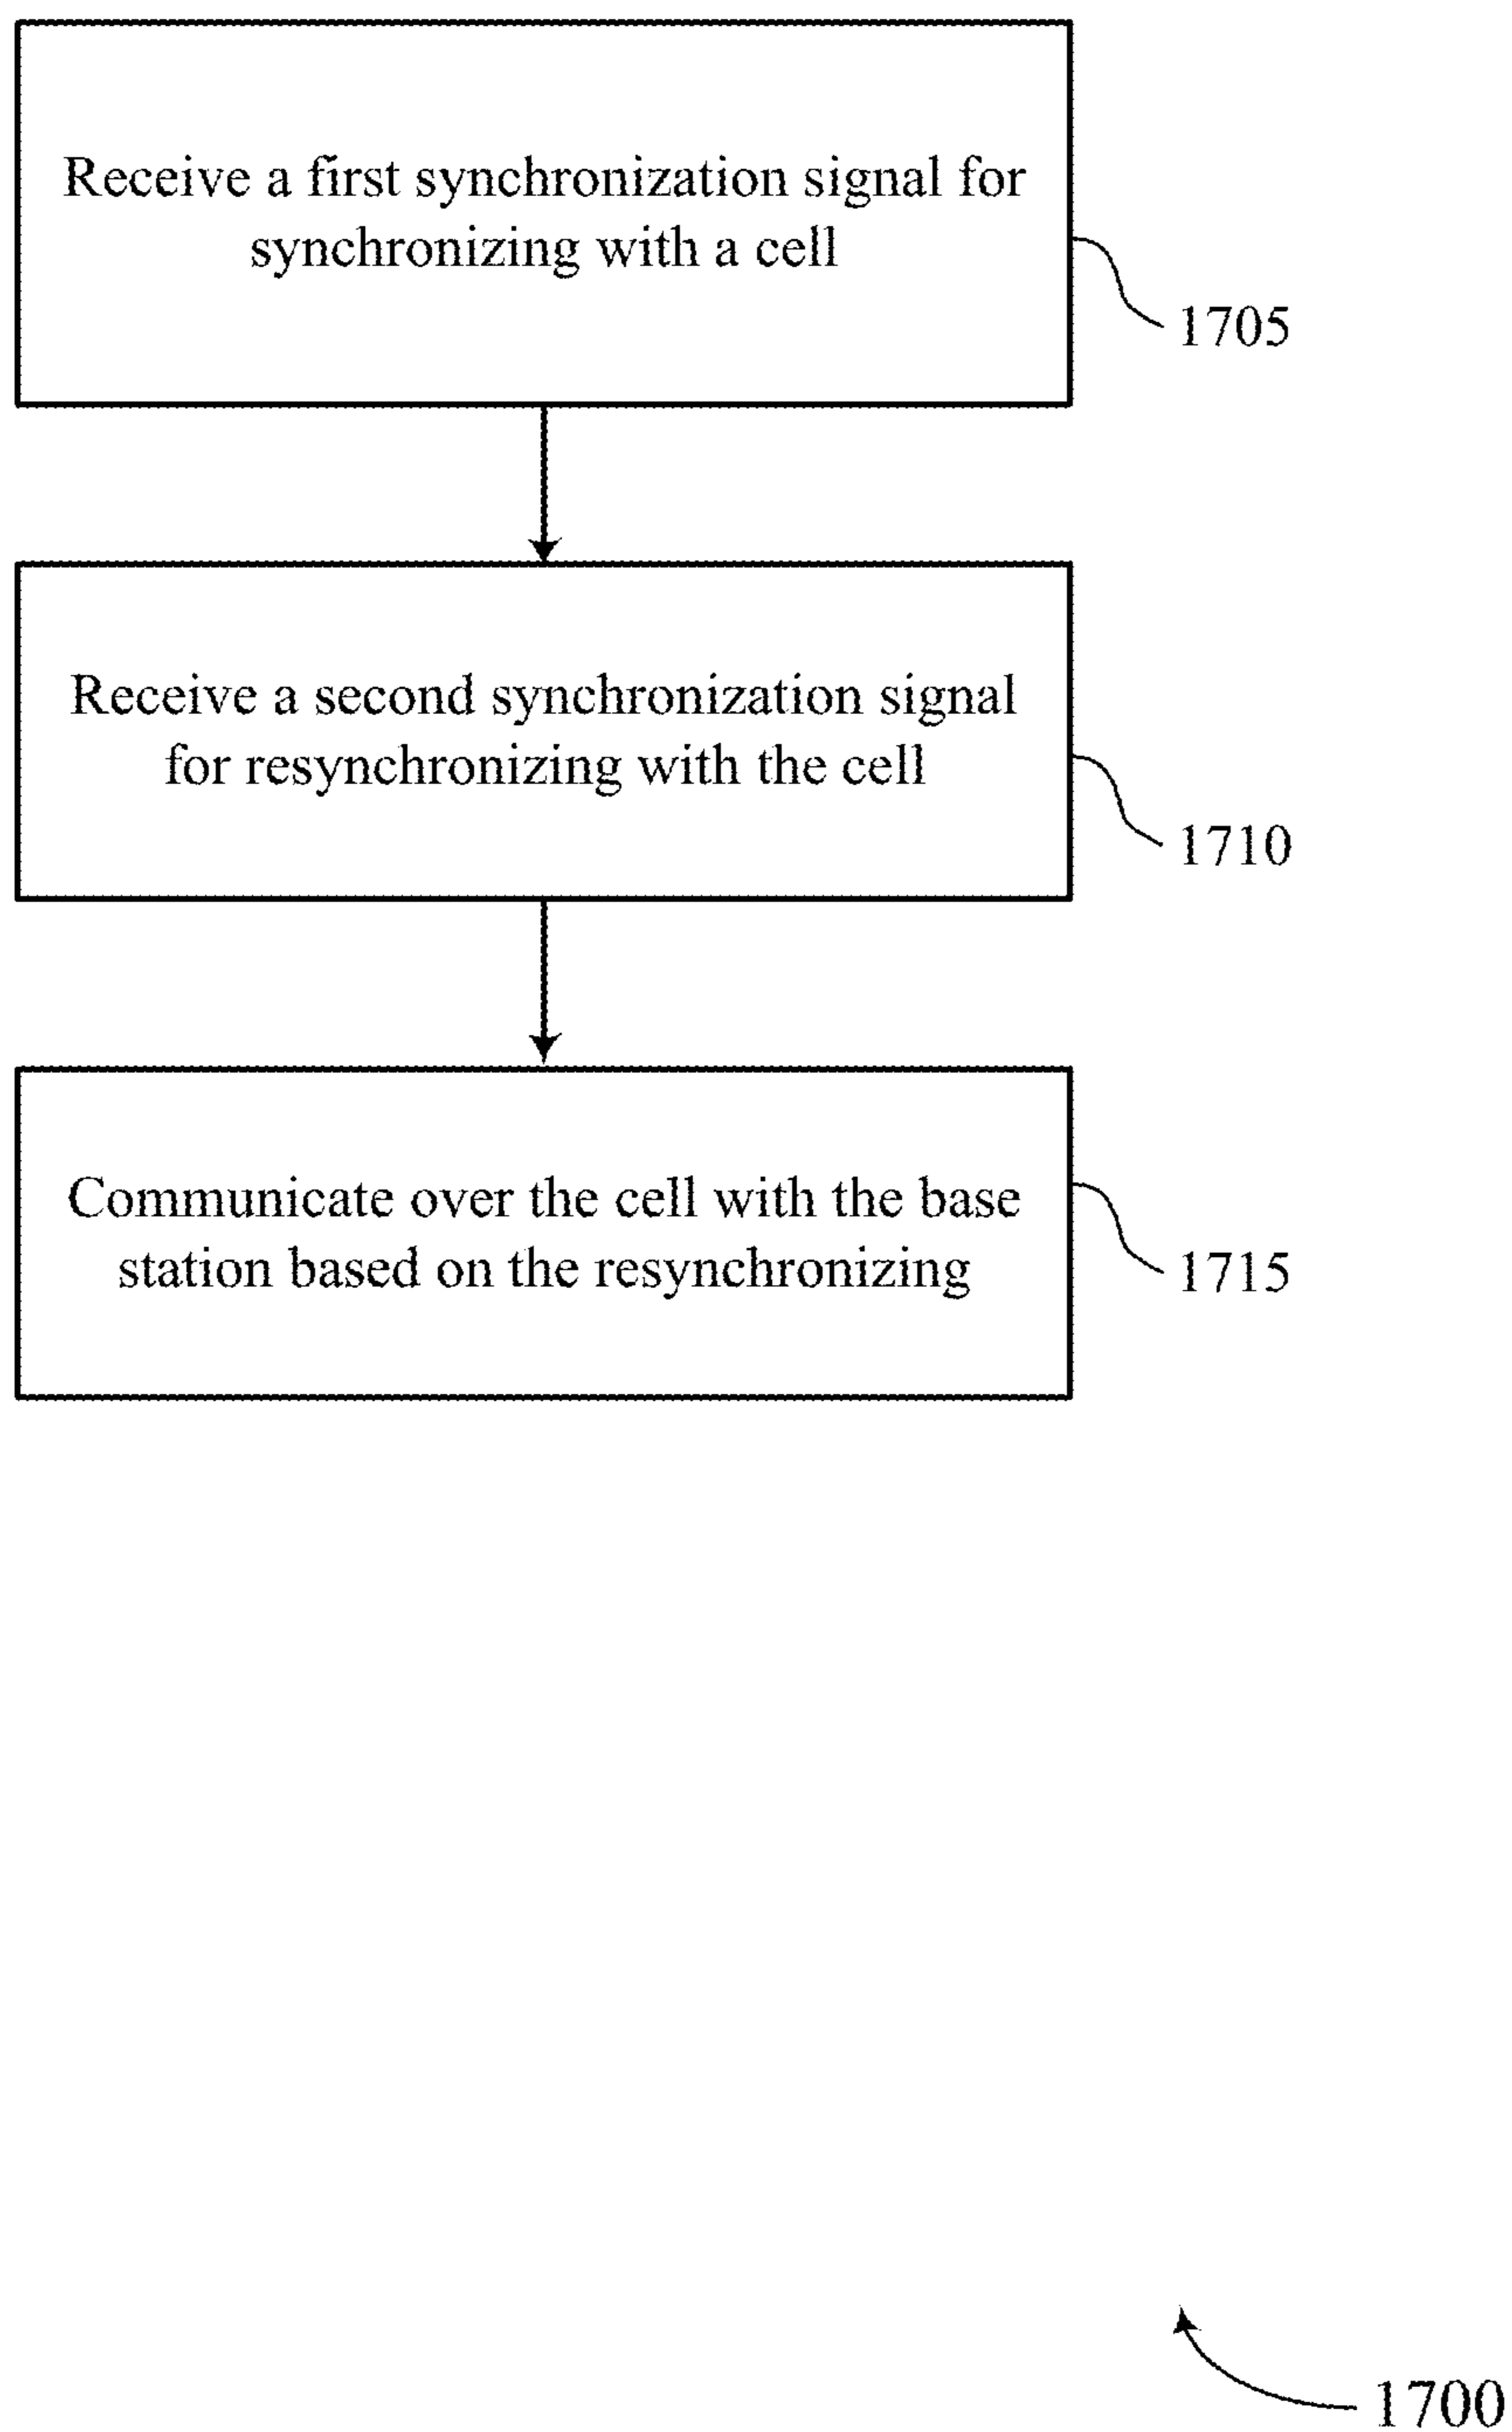 Receive a first synchronization signal for
synchronizing with a cell
1705
Receive a second synchronization signal
for resynchronizing with the cell
1710
Communicate over the cell with the base
station based on the resynchronizing
1715
1700